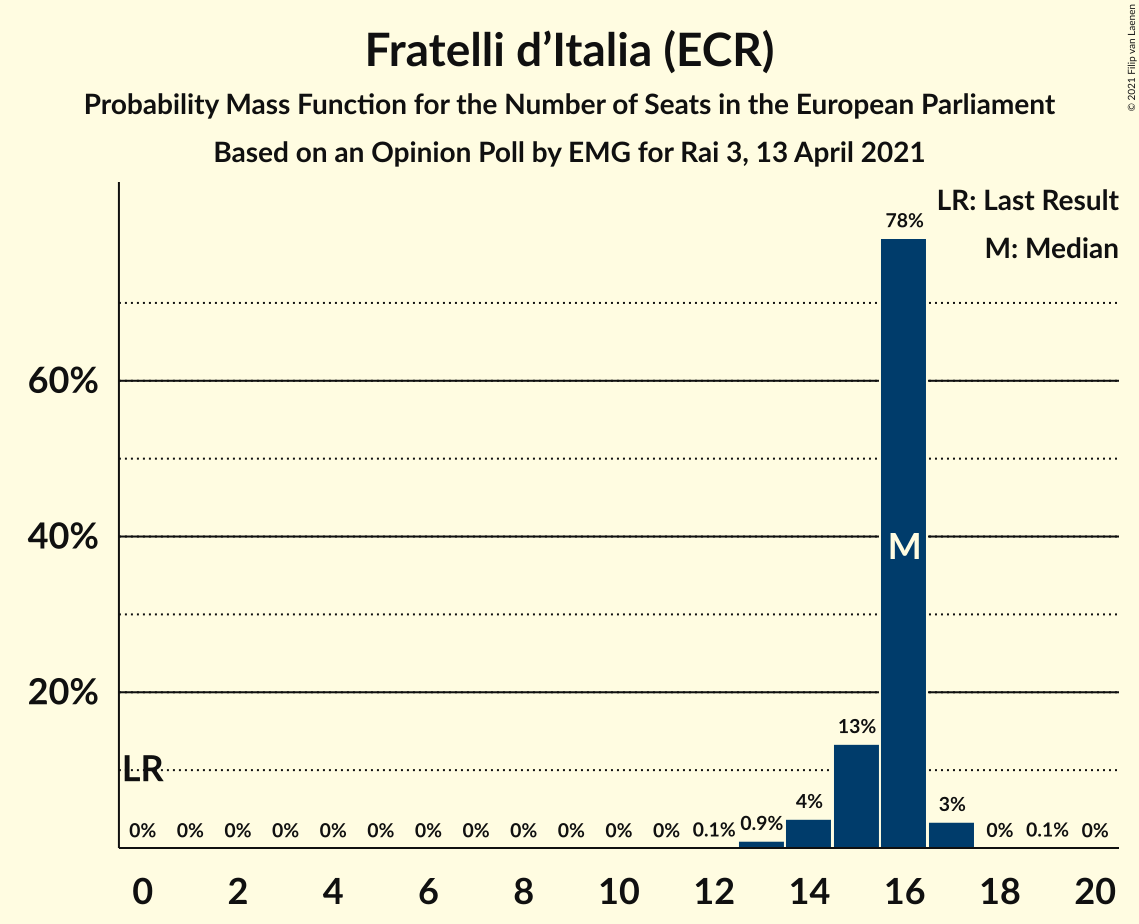 Fratelli d’Italia (ECR)
Probability Mass Function for the Number of Seats in the European Parliament
Based on an Opinion Poll by EMG for Rai 3, 13 April 2021
© 2021 Filip van Laenen
LR: Last Result
M: Median
78%
60%
40%
M
20%
13%
LR
4%
3%
0% 0% 0% 0% 0% 0% 0% 0% 0% 0% 0% 0% 0.1% 0.9% 0% 0.1% 0%
0 2 4 6 8 10 12 14 16 18 20